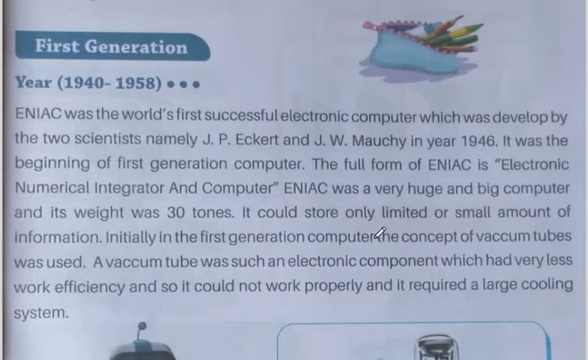 First Generation
Year (1940- 1958) •••
ENIAC was the world's first successful electronic computer which was develop by
the two scientists namely J. P. Eckert and J. W. Mauchy in year 1946. It was the
beginning of first generation computer. The full form of ENIAC is "Electronic
Numerical Integrator And Computer" ENIAC was a very huge and big computer
and its weight was 30 tones. It could store only limited or small amount of
information. Initially in the first generation computer the concept of vaccum tubes
was used. A vaccum tube was such an electronic component which had very less
work efficiency and so it could not work properly and it required a large cooling
system.